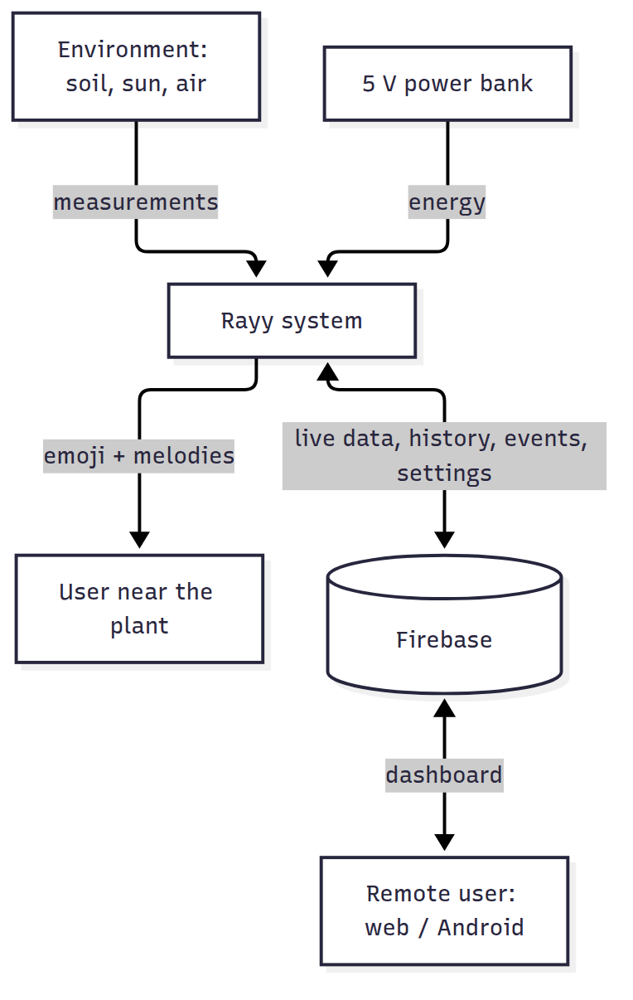 Environment:
soil, sun, air
5 V power bank
measurements
energy
Rayy system
emoji + melodies
live data, history, events,
settings
User near the
plant
Firebase
dashboard
Remote user:
web / Android